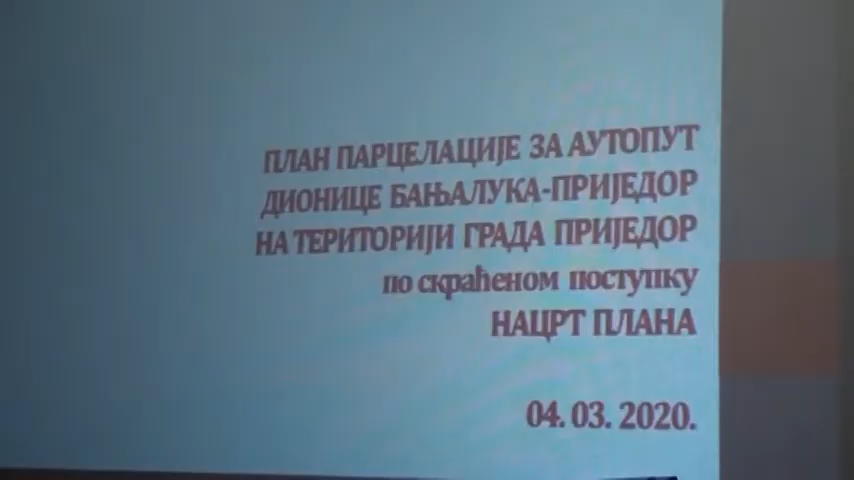 ПЛАН ПАРЦЕЛАЦИЈЕ ЗА АУТОПУТ
ДИОНИЦЕ БАЊАЛУКА-ПРИЈЕДОР
НА ТЕРИТОРИЈИ ГРАДА ПРИЈЕДОР
по скраћеном поступку
НАЦРТ ПЛАНА
04. 03. 2020.